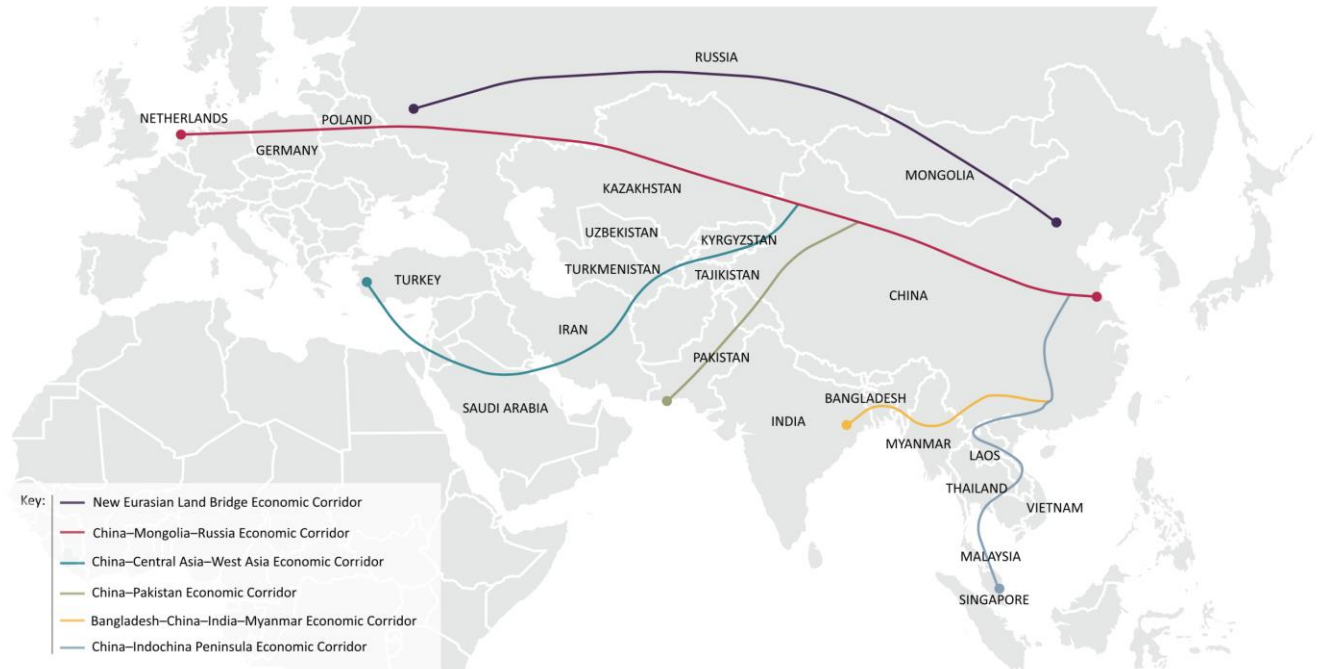 RUSSIA
NETHERLANDS
POLAND
GERMANY
MONGOLIA
KAZAKHSTAN
UZBEKISTAN
KYRGYZSTAN
TURKMENISTAN
TAJIKISTAN
TURKEY
CHINA
IRAN
PAKISTAN
SAUDI ARABIA
BANGLADESH
INDIA
MYANMAR
LAOS
THAILAND
VIETNAM
MALAYSIA
SINGAPORE
Key:
New Eurasian Land Bridge Economic Corridor
China–Mongolia–Russia Economic Corridor
China–Central Asia–West Asia Economic Corridor
China–Pakistan Economic Corridor
Bangladesh–China–India–Myanmar Economic Corridor
China–Indochina Peninsula Economic Corridor